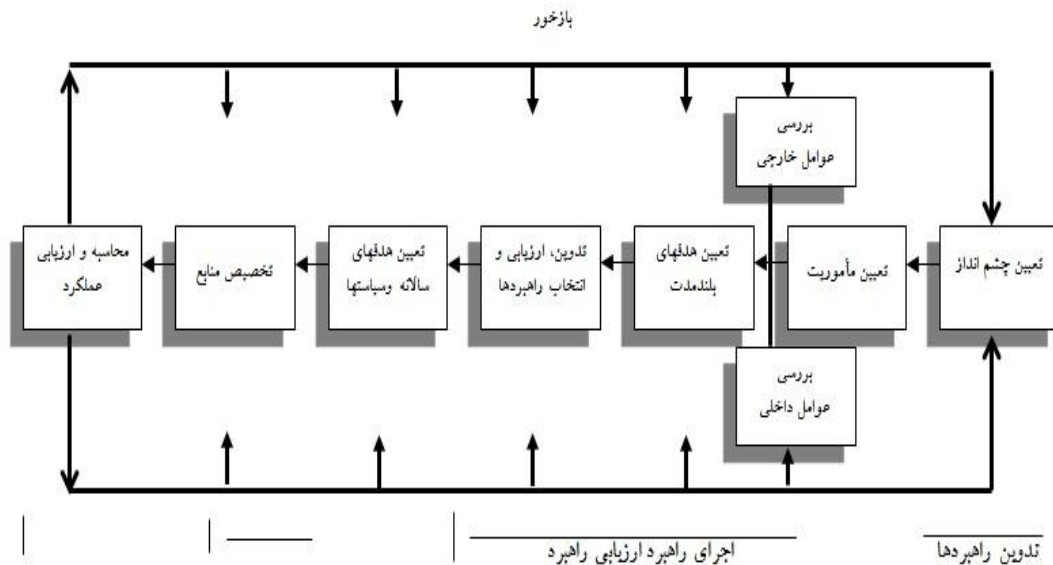 بازخور
بررسی
عوامل خارجی
تعیین چشم انداز
تعیین مأموریت
تعیین هدفهای
بلندمدت
تدوین، ارزیابی و
انتخاب راهبردها
تعیین هدفهای
سالانه وسیاستها
تخصیص منابع
محاسبه و ارزیابی
عملکرد
بررسی
عوامل داخلی
تدوین راهبردها
اجرای راهبرد ارزیابی راهبرد